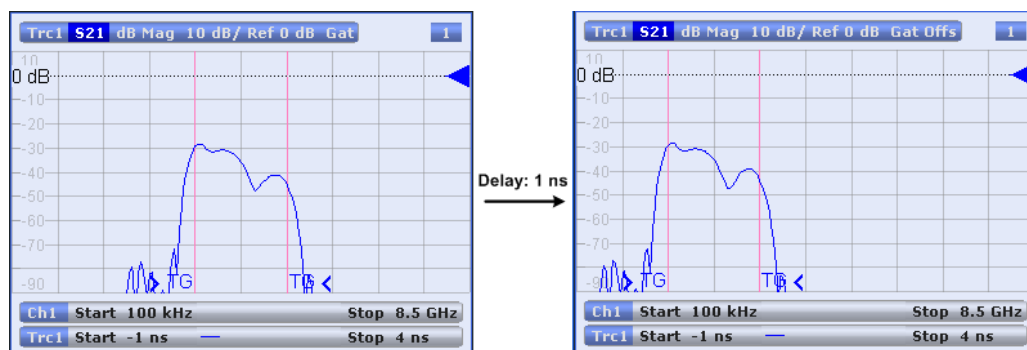 Trc1 S21 dB Mag 10 dB/ Ref 0 dB Gat 1
10
0 dB
-10
-20
-30
-40
-50
-60
-70
-90
TG TG
Ch1 Start 100 kHz Stop 8.5 GHz
Trc1 Start -1 ns Stop 4 ns
Delay: 1 ns
Trc1 S21 dB Mag 10 dB/ Ref 0 dB Gat Offs 1
10
0 dB
-10
-20
-30
-40
-50
-60
-70
-90
TG
Ch1 Start 100 kHz Stop 8.5 GHz
Trc1 Start -1 ns Stop 4 ns